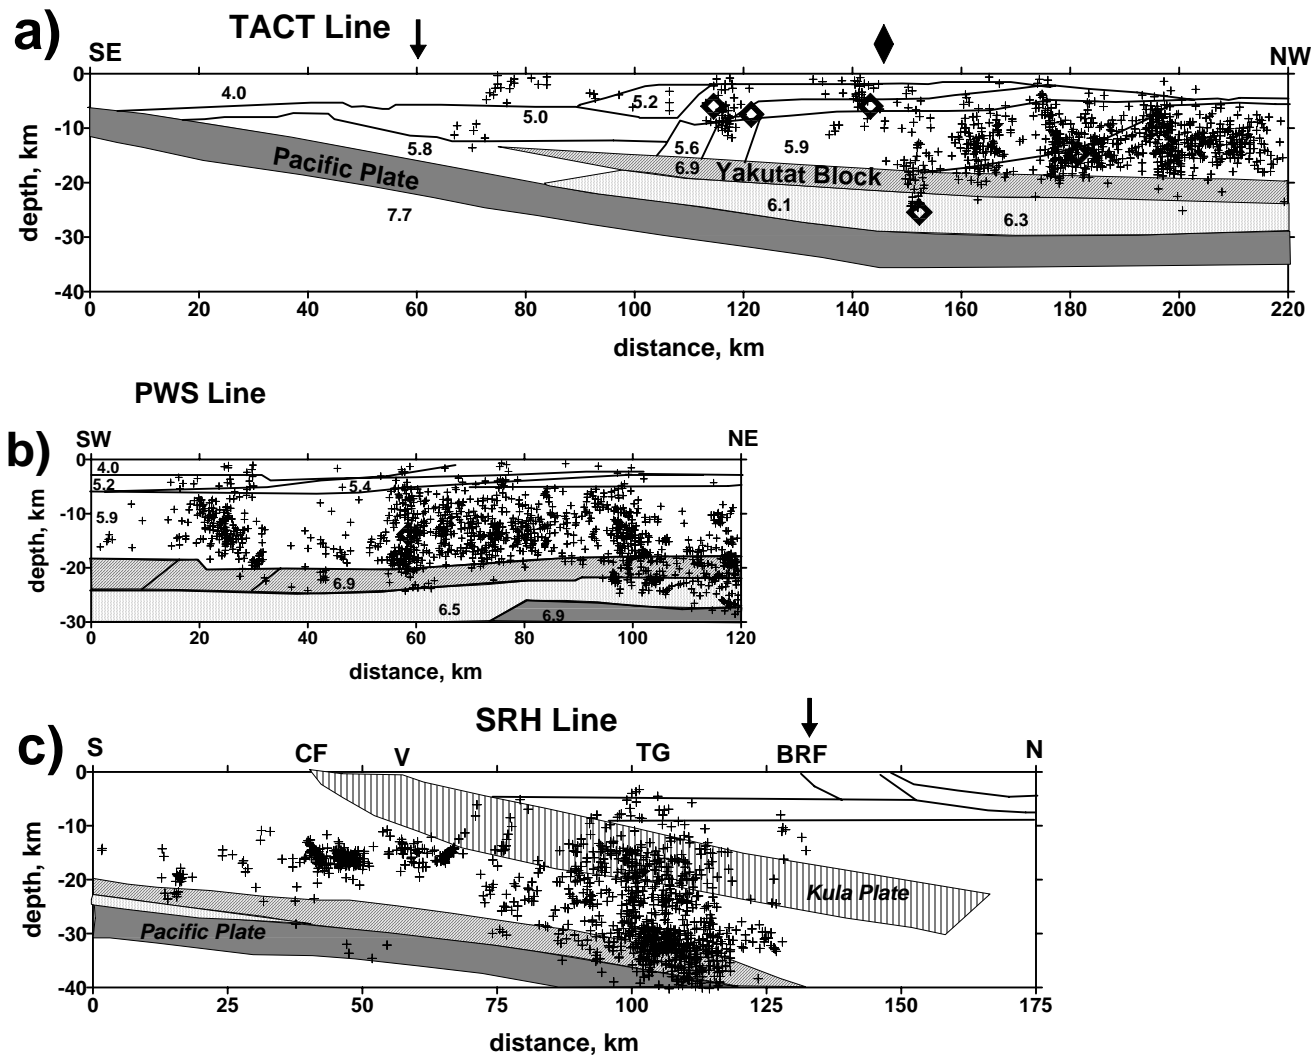 a)
TACT Line
SE
NW
0
-10
-20
-30
-40
depth, km
4.0
5.2
5.0
5.8
5.6
5.9
6.9
Yakutat Block
Pacific Plate
6.1
6.3
7.7
0 20 40 60 80 100 120 140 160 180 200 220
distance, km
PWS Line
b)
SW
NE
0
-10
-20
-30
depth, km
4.0
5.2
5.4
5.9
6.9
6.5
6.9
0 20 40 60 80 100 120
distance, km
SRH Line
c)
S
CF
V
TG
BRF
N
0
-10
-20
-30
-40
depth, km
Kula Plate
Pacific Plate
0 25 50 75 100 125 150 175
distance, km